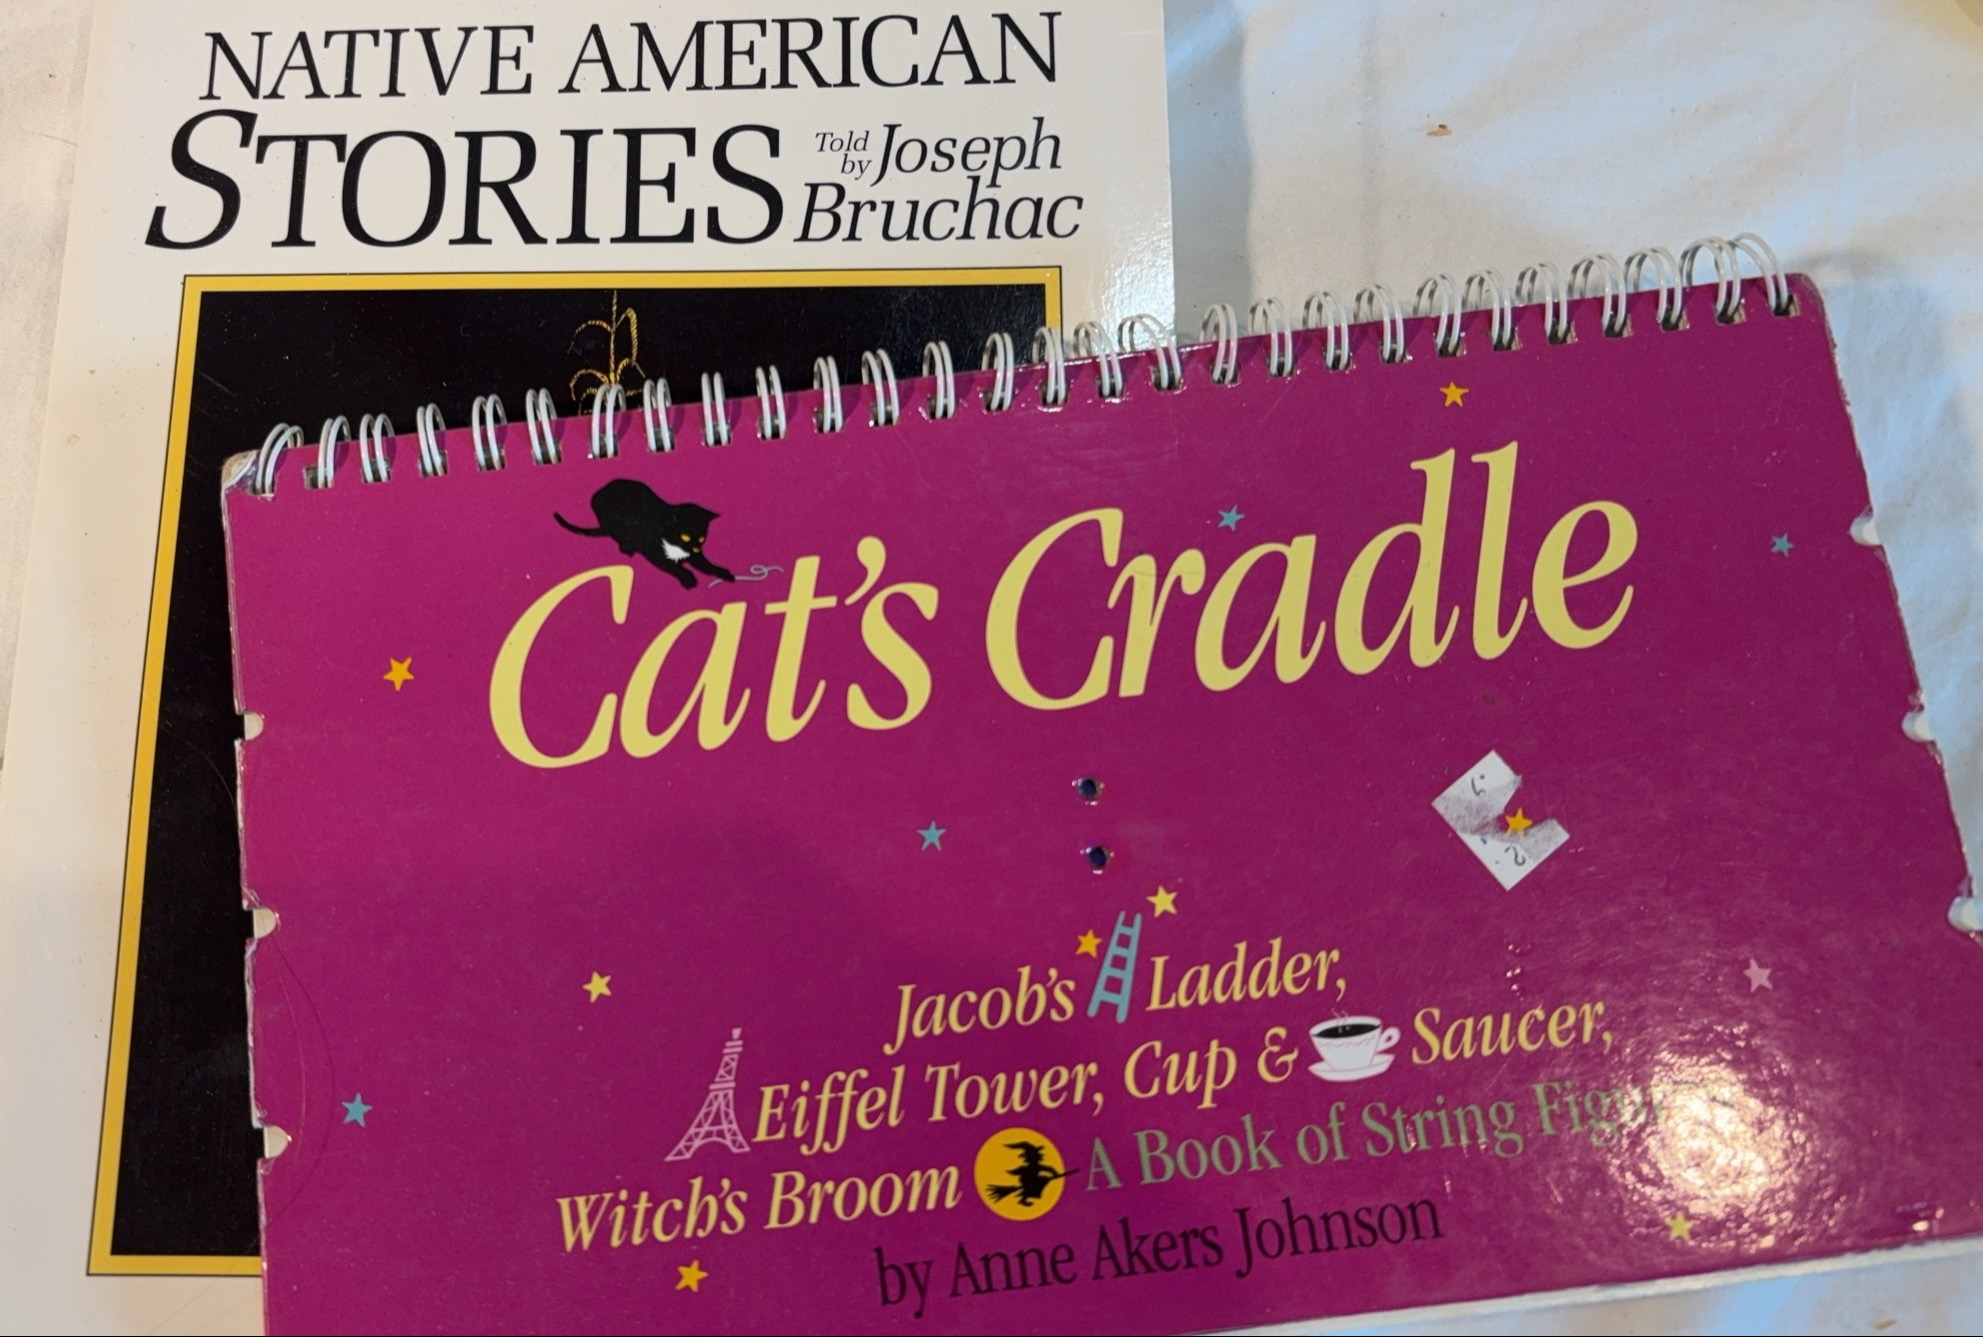 NATIVE AMERICAN
STORIES Told by Joseph Bruchac
Cat's Cradle
Jacob's Ladder,
Eiffel Tower, Cup & Saucer,
Witch's Broom A Book of String Figures
by Anne Akers Johnson